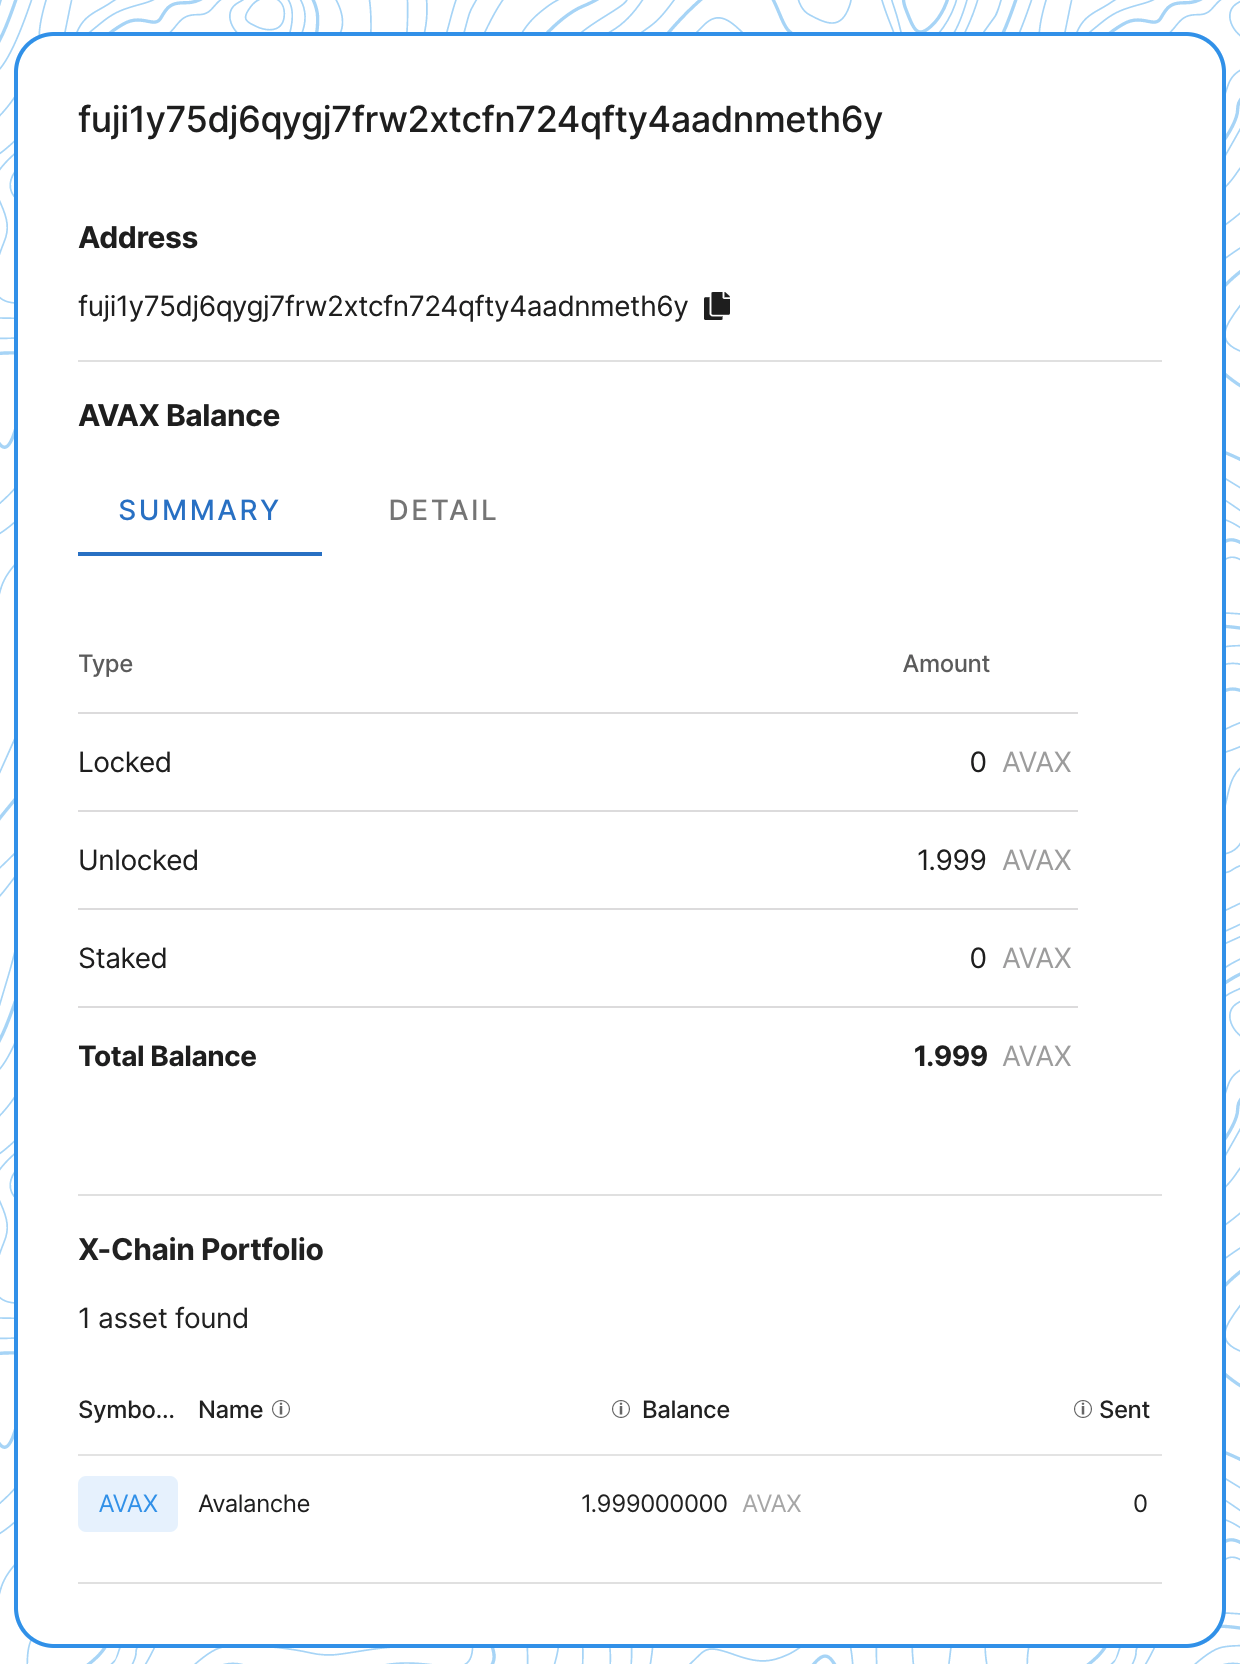 fuji1y75dj6qygj7frw2xtcfn724qfty4aadnmeth6y
Address
fuji1y75dj6qygj7frw2xtcfn724qfty4aadnmeth6y
AVAX Balance
SUMMARY DETAIL
Type Amount
Locked 0 AVAX
Unlocked 1.999 AVAX
Staked 0 AVAX
Total Balance 1.999 AVAX
X-Chain Portfolio
1 asset found
Symbo... Name Balance Sent
AVAX Avalanche 1.999000000 AVAX 0